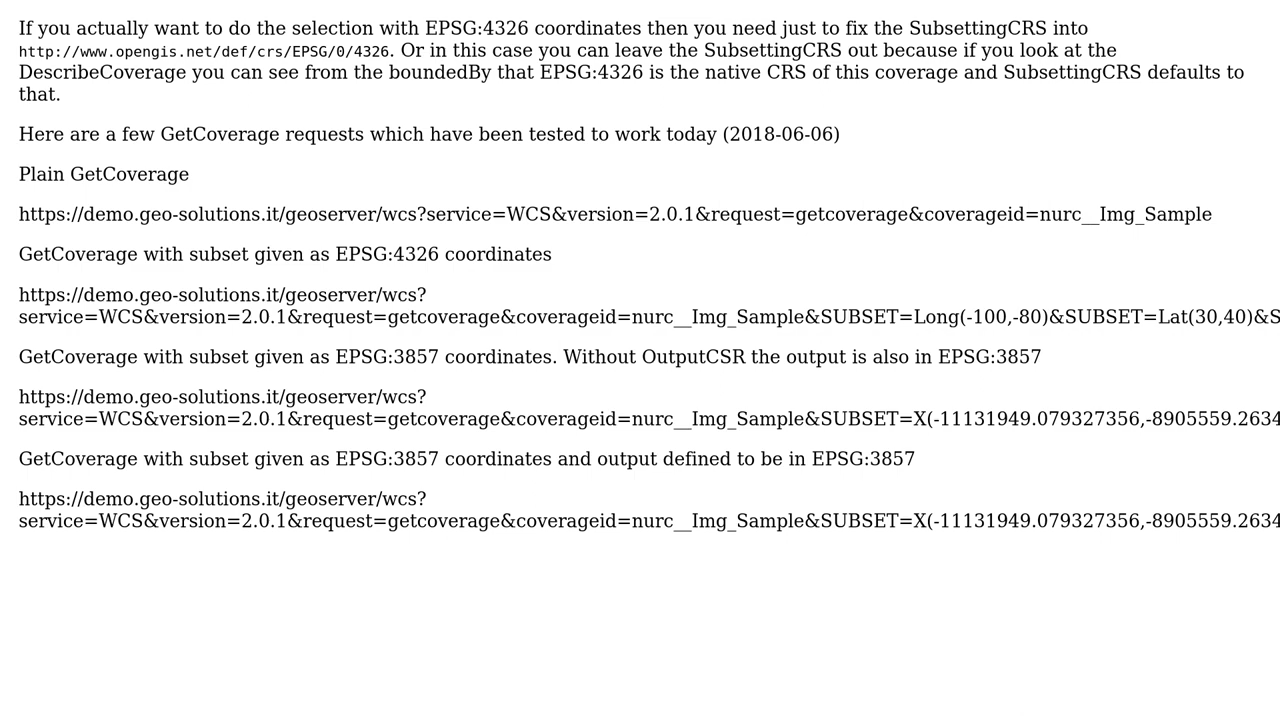 If you actually want to do the selection with EPSG:4326 coordinates then you need just to fix the SubsettingCRS into
http://www.opengis.net/def/crs/EPSG/0/4326. Or in this case you can leave the SubsettingCRS out because if you look at the
DescribeCoverage you can see from the boundedBy that EPSG:4326 is the native CRS of this coverage and SubsettingCRS defaults to
that.
Here are a few GetCoverage requests which have been tested to work today (2018-06-06)
Plain GetCoverage
https://demo.geo-solutions.it/geoserver/wcs?service=WCS&version=2.0.1&request=getcoverage&coverageid=nurc__Img_Sample
GetCoverage with subset given as EPSG:4326 coordinates
https://demo.geo-solutions.it/geoserver/wcs?
service=WCS&version=2.0.1&request=getcoverage&coverageid=nurc__Img_Sample&SUBSET=Long(-100,-80)&SUBSET=Lat(30,40)&S
GetCoverage with subset given as EPSG:3857 coordinates. Without OutputCSR the output is also in EPSG:3857
https://demo.geo-solutions.it/geoserver/wcs?
service=WCS&version=2.0.1&request=getcoverage&coverageid=nurc__Img_Sample&SUBSET=X(-11131949.079327356,-8905559.2634
GetCoverage with subset given as EPSG:3857 coordinates and output defined to be in EPSG:3857
https://demo.geo-solutions.it/geoserver/wcs?
service=WCS&version=2.0.1&request=getcoverage&coverageid=nurc__Img_Sample&SUBSET=X(-11131949.079327356,-8905559.2634